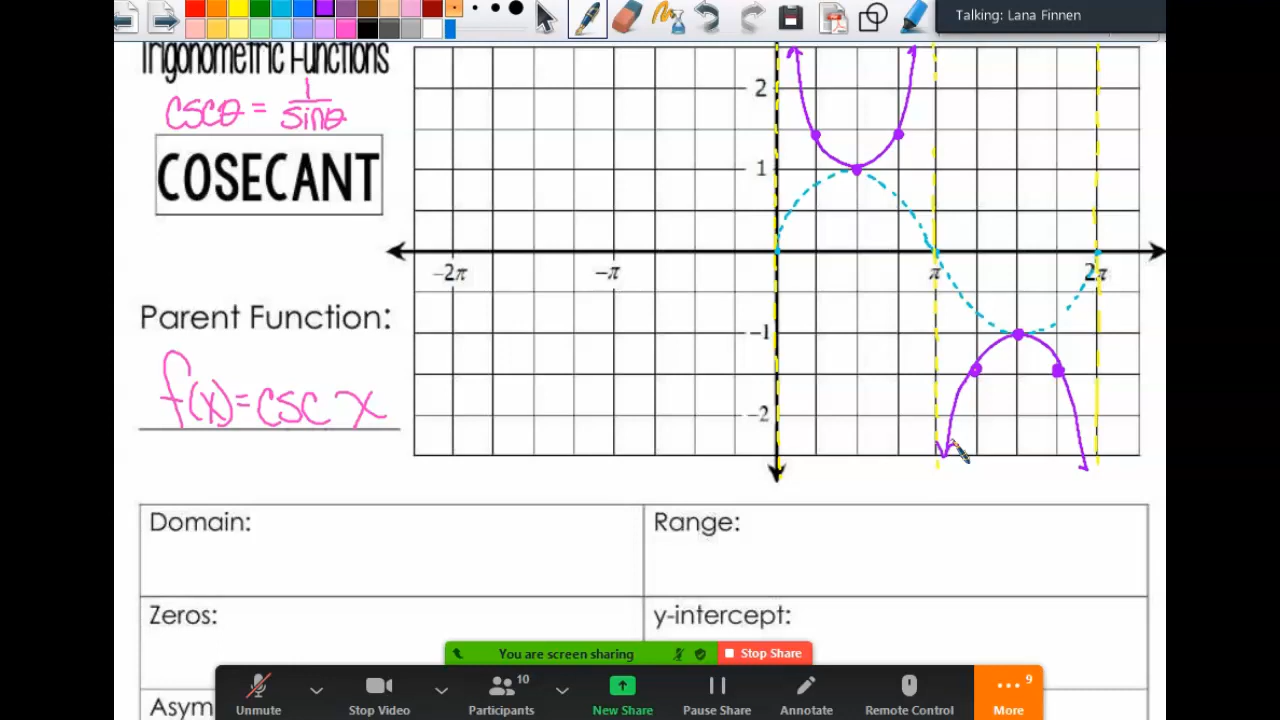 Talking: Lana Finnen
Trigonometric Functions
cscθ = 1/sinθ
COSECANT
2
1
-2π
-π
π
2π
-1
-2
Parent Function:
f(x)=csc x
Domain:
Range:
Zeros:
y-intercept:
You are screen sharing
Stop Share
Asym
10
9
Unmute
Stop Video
Participants
New Share
Pause Share
Annotate
Remote Control
More